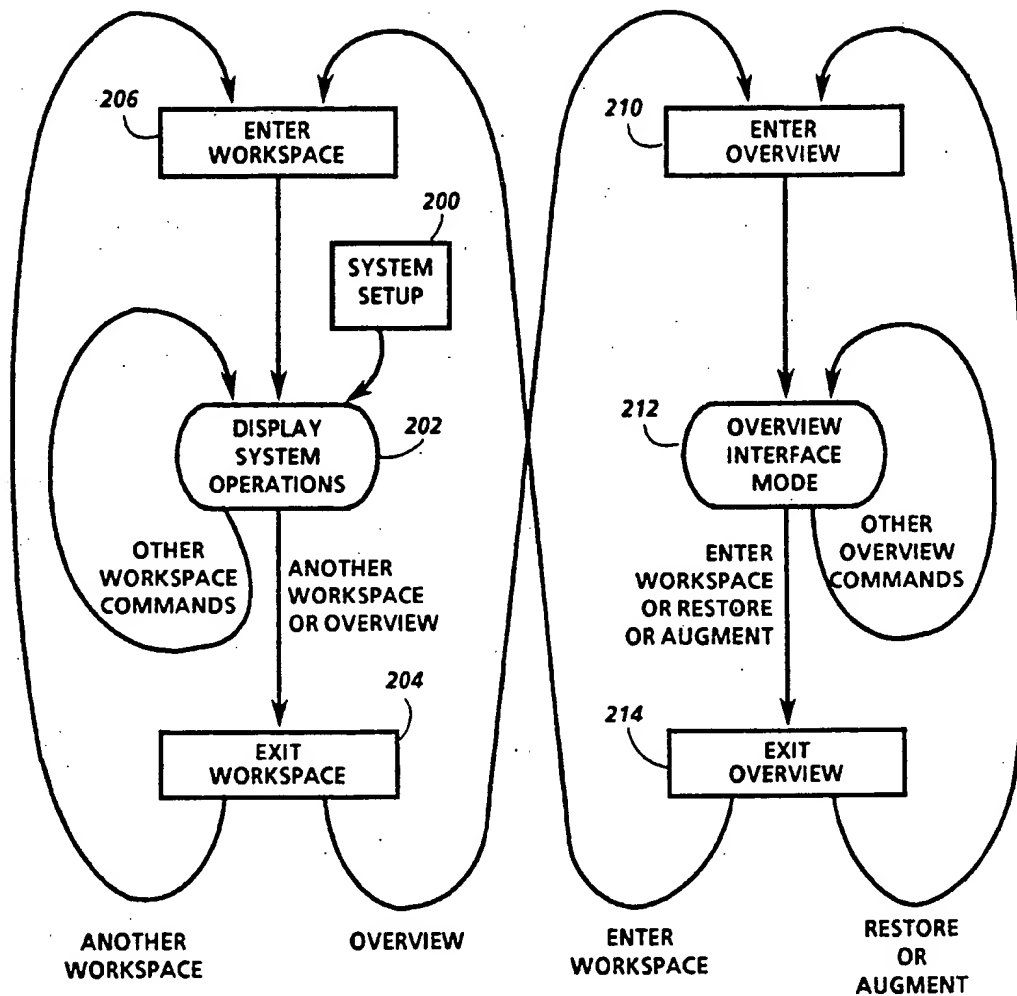 206
ENTER
WORKSPACE
210
ENTER
OVERVIEW
200
SYSTEM
SETUP
DISPLAY
SYSTEM
OPERATIONS
202
212
OVERVIEW
INTERFACE
MODE
OTHER
WORKSPACE
COMMANDS
ANOTHER
WORKSPACE
OR OVERVIEW
ENTER
WORKSPACE
OR RESTORE
OR AUGMENT
OTHER
OVERVIEW
COMMANDS
204
EXIT
WORKSPACE
214
EXIT
OVERVIEW
ANOTHER
WORKSPACE
OVERVIEW
ENTER
WORKSPACE
RESTORE
OR
AUGMENT